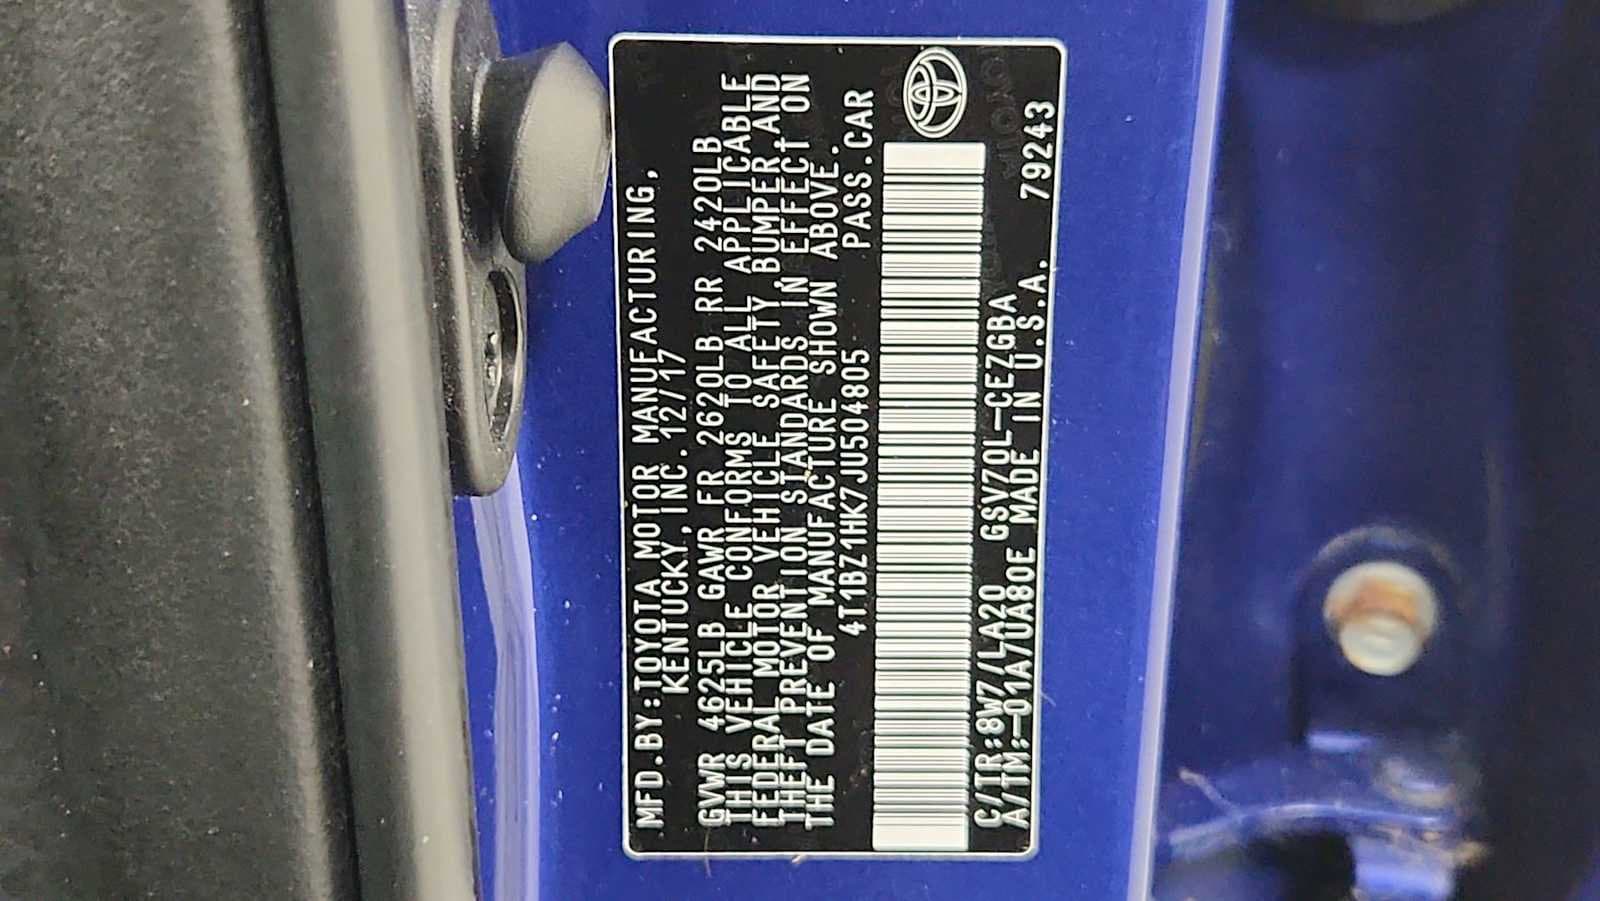 MFD.BY:TOYOTA MOTOR MANUFACTURING,
KENTUCKY,INC.12/17
GVWR 4625LB GAWR FR 2620LB RR 2420LB
THIS VEHICLE CONFORMS TO ALL APPLICABLE
FEDERAL MOTOR VEHICLE SAFETY,BUMPER,AND
THEFT PREVENTION STANDARDS IN EFFECT ON
THE DATE OF MANUFACTURE SHOWN ABOVE.
4T1BZ1HK7JU504805 PASS.CAR
C/TR:8W7/LA20 GSV70L-CEZGBA
A/TM:-01A/UA80E MADE IN U.S.A. 79243